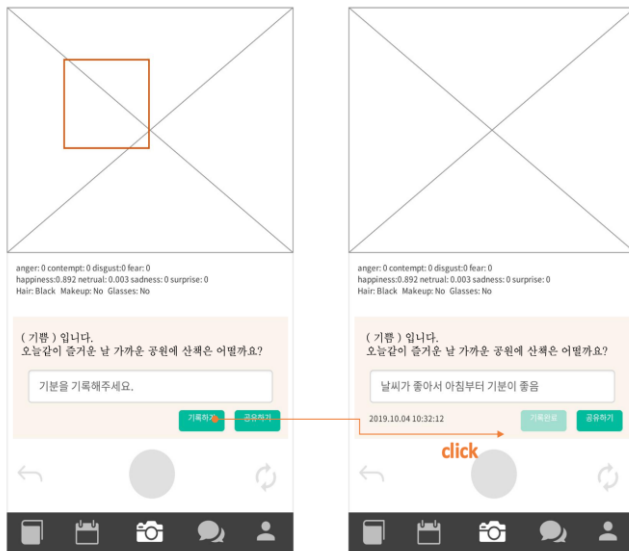 anger: 0 contempt: 0 disgust:0 fear: 0
happiness:0.892 netrual: 0.003 sadness: 0 surprise: 0
Hair: Black Makeup: No Glasses: No
( 기쁨 ) 입니다.
오늘같이 즐거운 날 가까운 공원에 산책은 어떨까요?
기분을 기록해주세요.
기록하기 공유하기
anger: 0 contempt: 0 disgust:0 fear: 0
happiness:0.892 netrual: 0.003 sadness: 0 surprise: 0
Hair: Black Makeup: No Glasses: No
( 기쁨 ) 입니다.
오늘같이 즐거운 날 가까운 공원에 산책은 어떨까요?
날씨가 좋아서 아침부터 기분이 좋음
2019.10.04 10:32:12 기록완료 공유하기
click